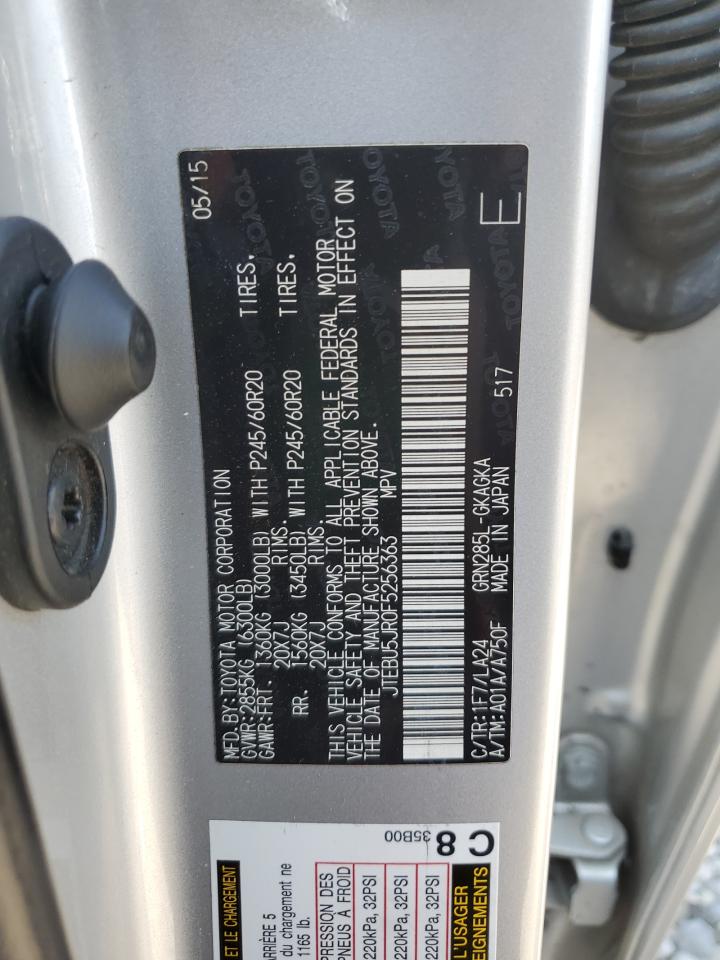 MFD. BY: TOYOTA MOTOR CORPORATION 05/15
GVWR: 2855KG (6300LB)
GAWR: FRT. 1360KG (3000LB) WITH P245/60R20 TIRES.
20X7J RIMS.
RR. 1560KG (3450LB) WITH P245/60R20 TIRES.
20X7J RIMS.
THIS VEHICLE CONFORMS TO ALL APPLICABLE FEDERAL MOTOR
VEHICLE SAFETY AND THEFT PREVENTION STANDARDS IN EFFECT ON
THE DATE OF MANUFACTURE SHOWN ABOVE.
JTEBU5JR0F5256363 MPV
C/TR: 1F7/LA24 GRN285L-GKAGKA 517
A/TM: A01A/A750F MADE IN JAPAN E
C 8
35B00
ET LE CHARGEMENT
ARRIÈRE 5
du chargement ne
1165 lb.
PRESSION DES
PNEUS À FROID
220kPa, 32PSI
220kPa, 32PSI
220kPa, 32PSI
L'USAGER